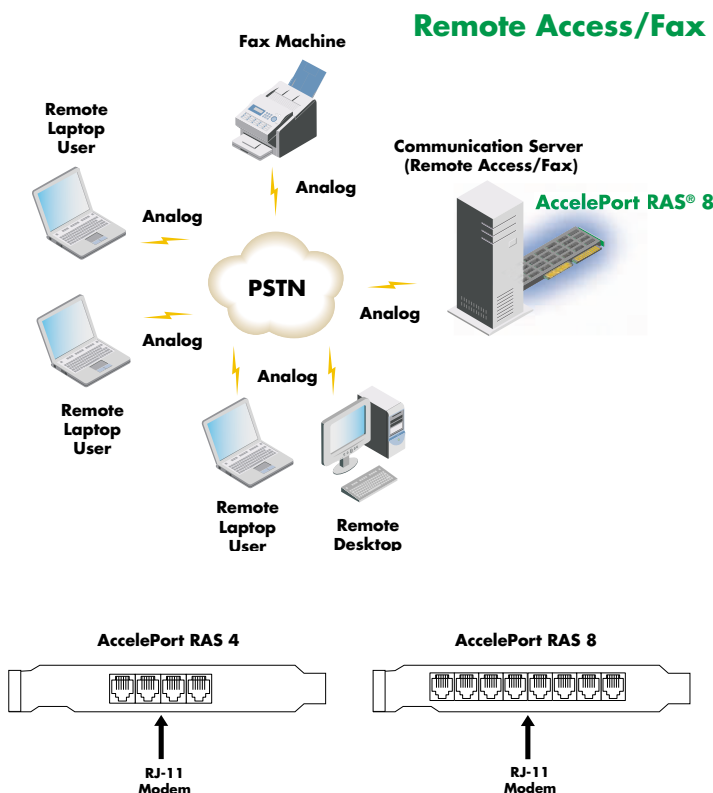 Remote Access/Fax
Fax Machine
Remote
Laptop
User
Communication Server
(Remote Access/Fax)
Analog
AccelePort RAS® 8
Analog
PSTN
Analog
Analog
Analog
Remote
Laptop
User
Remote
Laptop
User
Remote
Desktop
AccelePort RAS 4
AccelePort RAS 8
RJ-11
Modem
RJ-11
Modem